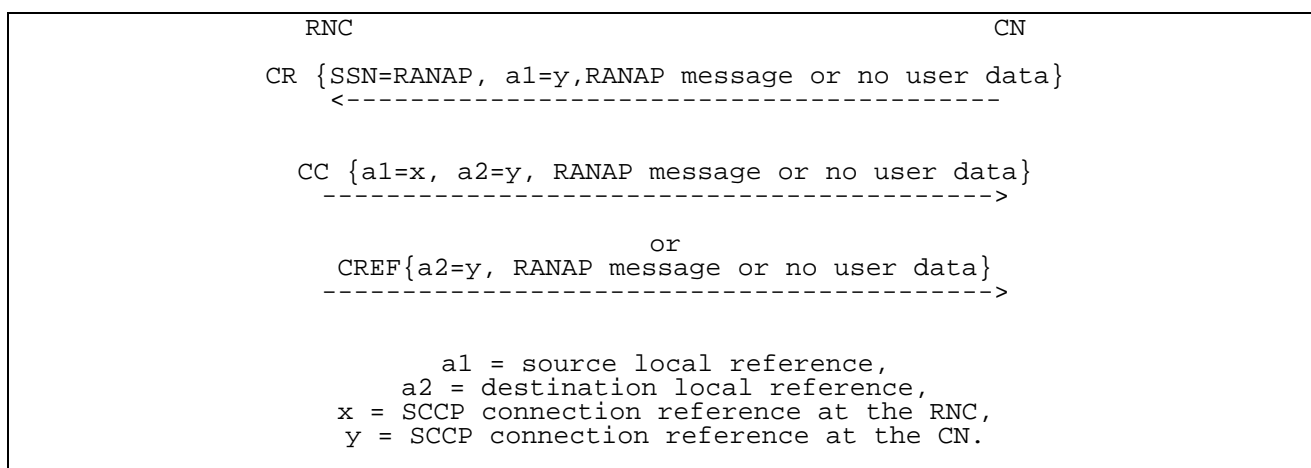 RNC CN
CR {SSN=RANAP, a1=y,RANAP message or no user data}
<-----------------------------------------
CC {a1=x, a2=y, RANAP message or no user data}
------------------------------------------>
or
CREF{a2=y, RANAP message or no user data}
------------------------------------------>
a1 = source local reference,
a2 = destination local reference,
x = SCCP connection reference at the RNC,
y = SCCP connection reference at the CN.